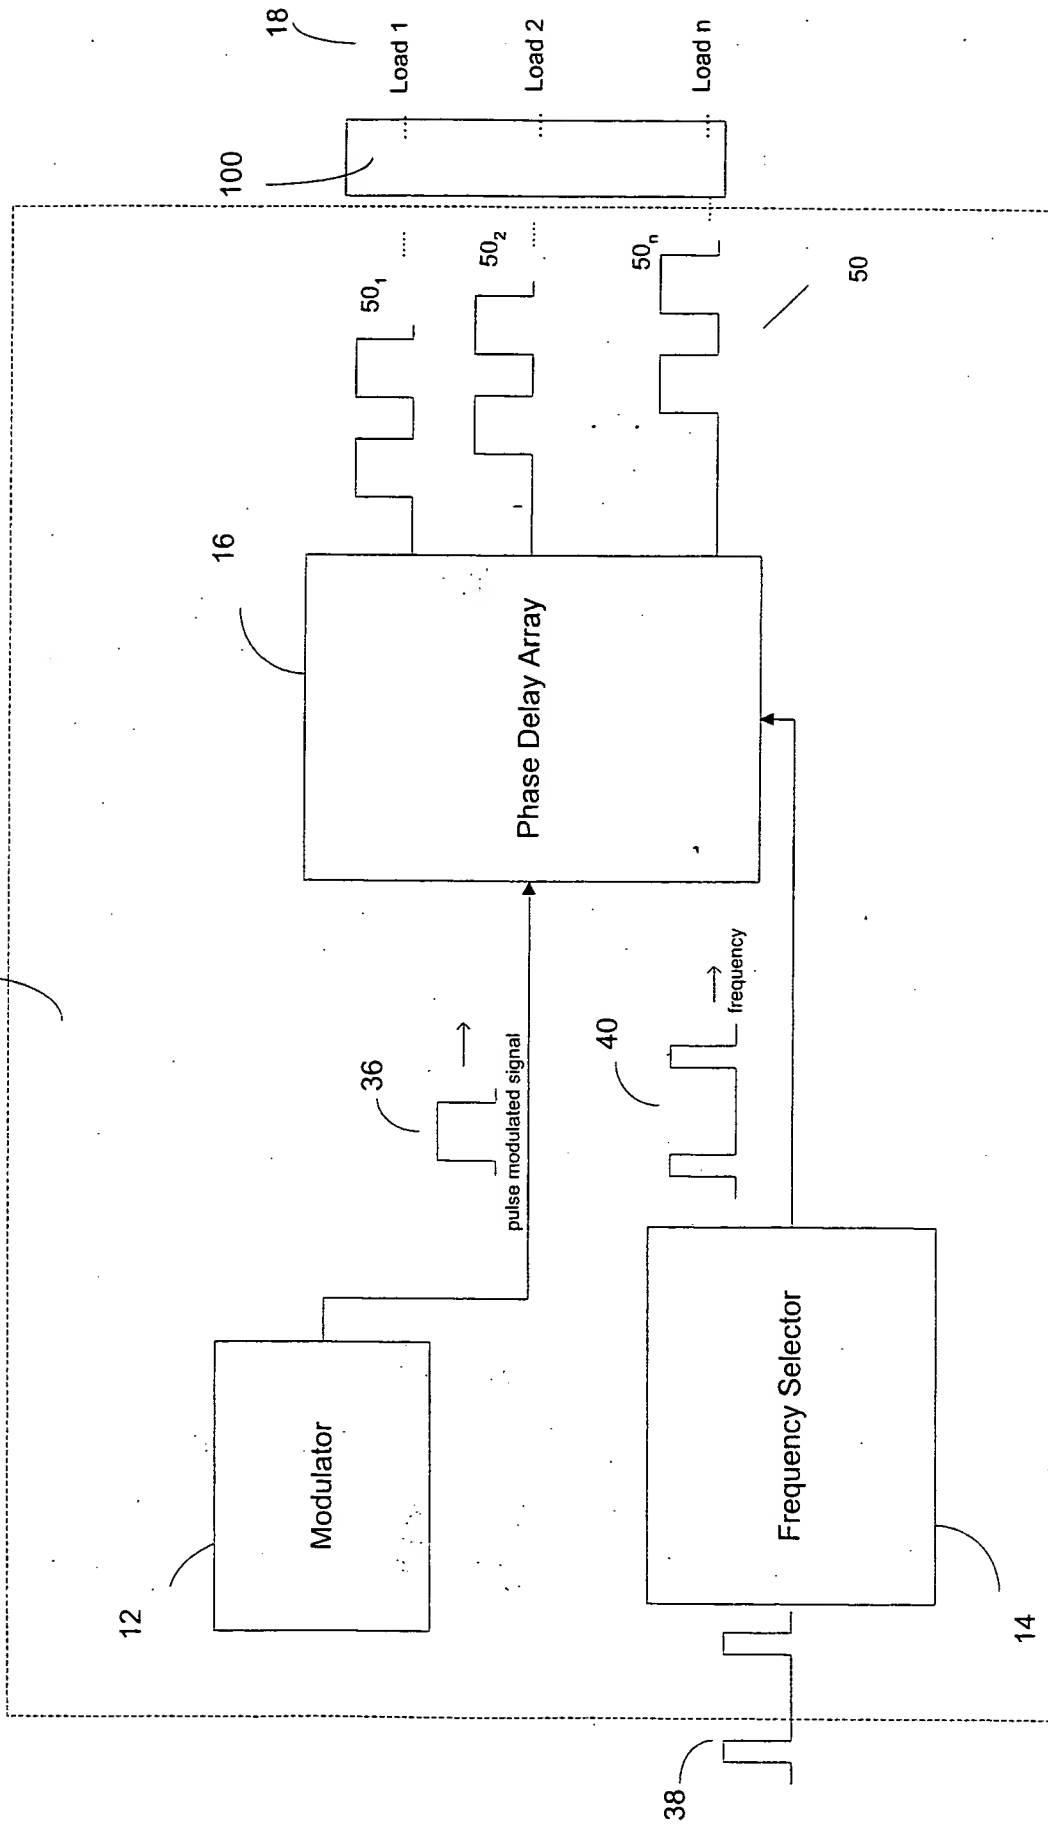 18
100
Load 1
Load 2
Load n
50₁
50₂
50ₙ
50
16
Phase Delay Array
36
pulse modulated signal
40
frequency
12
Modulator
Frequency Selector
14
38